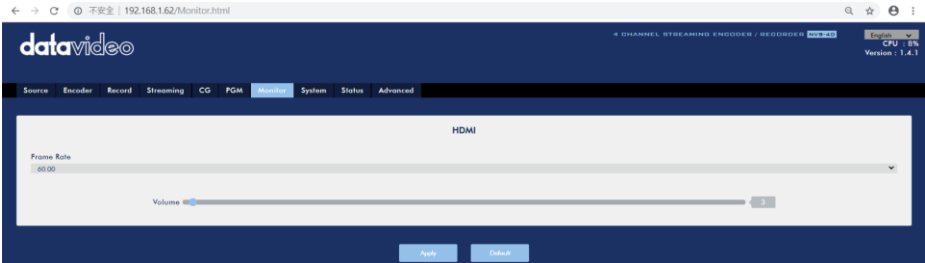 不安全 | 192.168.1.62/Monitor.html
datavideo
4 CHANNEL STREAMING ENCODER / RECORDER NVS-40
English
CPU : 8%
Version : 1.4.1
Source Encoder Record Streaming CG PGM Monitor System Status Advanced
HDMI
Frame Rate
60.00
Volume 3
Apply Default